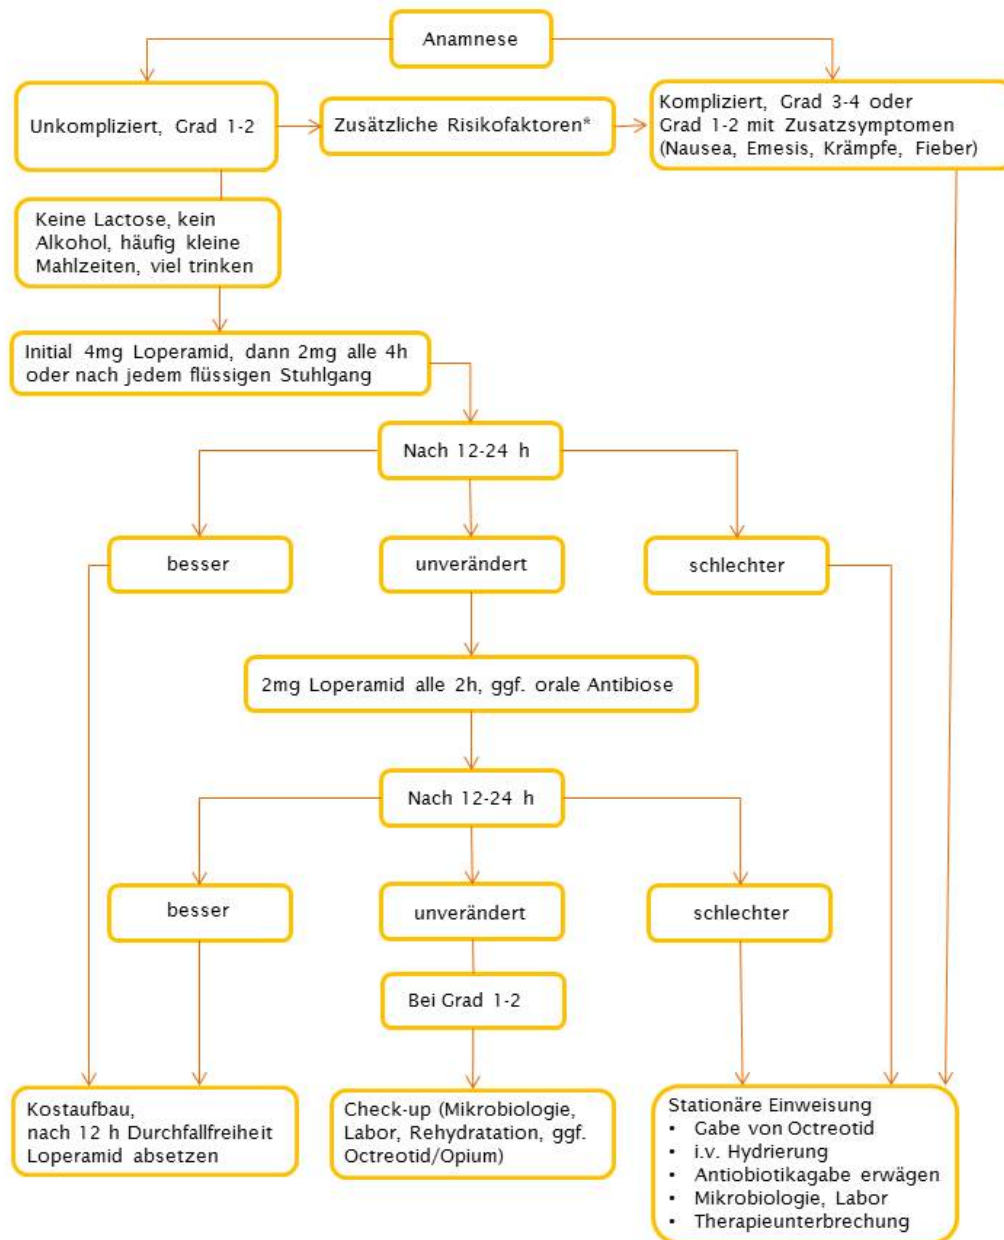 Anamnese
Unkompliziert, Grad 1-2
Zusätzliche Risikofaktoren*
Kompliziert, Grad 3-4 oder
Grad 1-2 mit Zusatzsymptomen
(Nausea, Emesis, Krämpfe, Fieber)
Keine Lactose, kein
Alkohol, häufig kleine
Mahlzeiten, viel trinken
Initial 4mg Loperamid, dann 2mg alle 4h
oder nach jedem flüssigen Stuhlgang
Nach 12-24 h
besser
unverändert
schlechter
2mg Loperamid alle 2h, ggf. orale Antibiose
Nach 12-24 h
besser
unverändert
schlechter
Bei Grad 1-2
Kostaufbau,
nach 12 h Durchfallfreiheit
Loperamid absetzen
Check-up (Mikrobiologie,
Labor, Rehydratation, ggf.
Octreotid/Opium)
Stationäre Einweisung
• Gabe von Octreotid
• i.v. Hydrierung
• Antiobiotikagabe erwägen
• Mikrobiologie, Labor
• Therapieunterbrechung